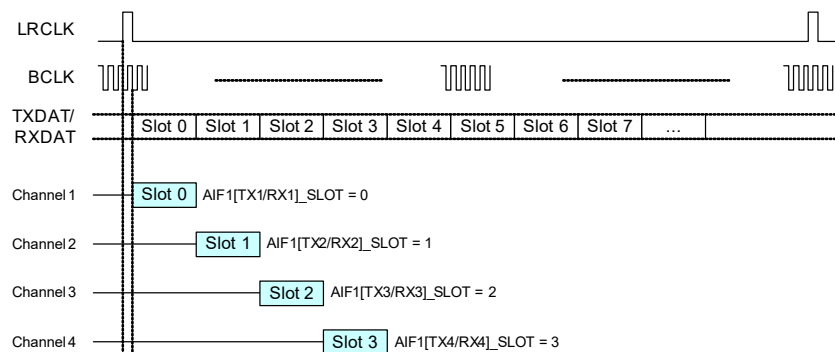 LRCLK
BCLK
TXDAT/
RXDAT
Slot 0 Slot 1 Slot 2 Slot 3 Slot 4 Slot 5 Slot 6 Slot 7 ...
Channel 1 Slot 0 AIF1[TX1/RX1]_SLOT = 0
Channel 2 Slot 1 AIF1[TX2/RX2]_SLOT = 1
Channel 3 Slot 2 AIF1[TX3/RX3]_SLOT = 2
Channel 4 Slot 3 AIF1[TX4/RX4]_SLOT = 3